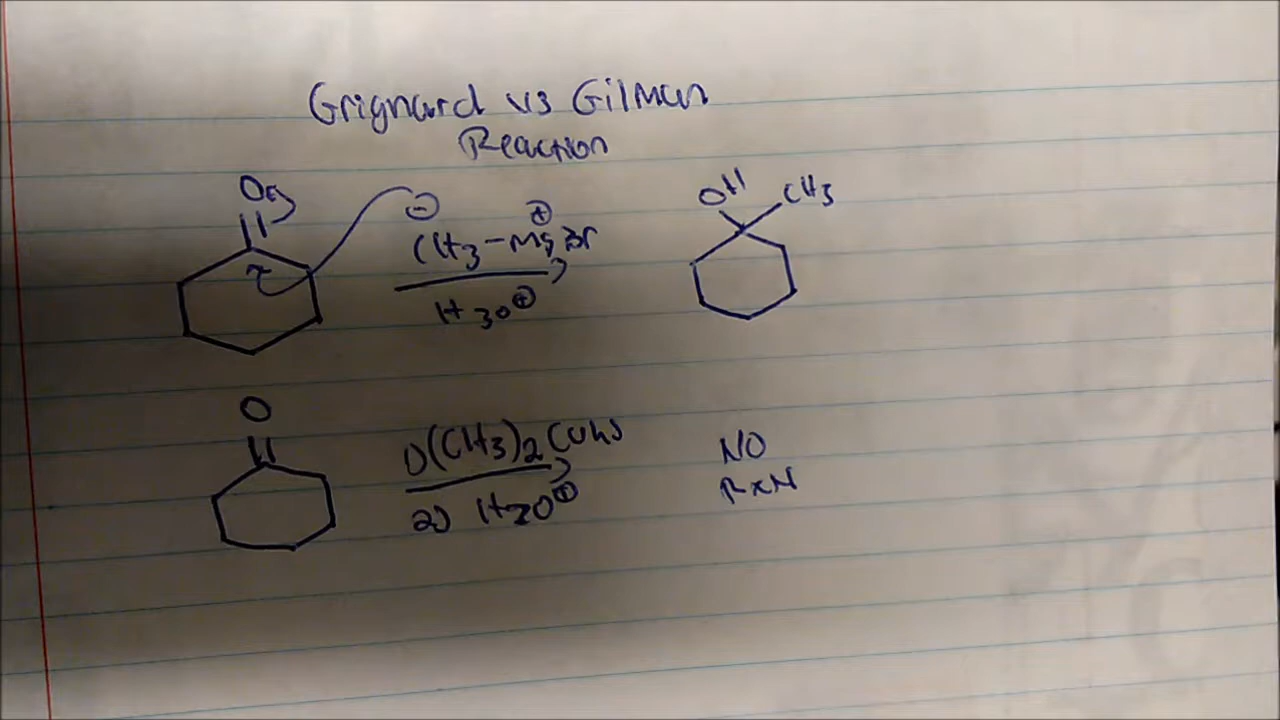 Grignard vs Gilman
Reaction
O
⊖
⊕
CH3-MgBr
H3O⊕
OH
CH3
O
1)(CH3)2CuLi
2) H3O⊕
NO
RXN